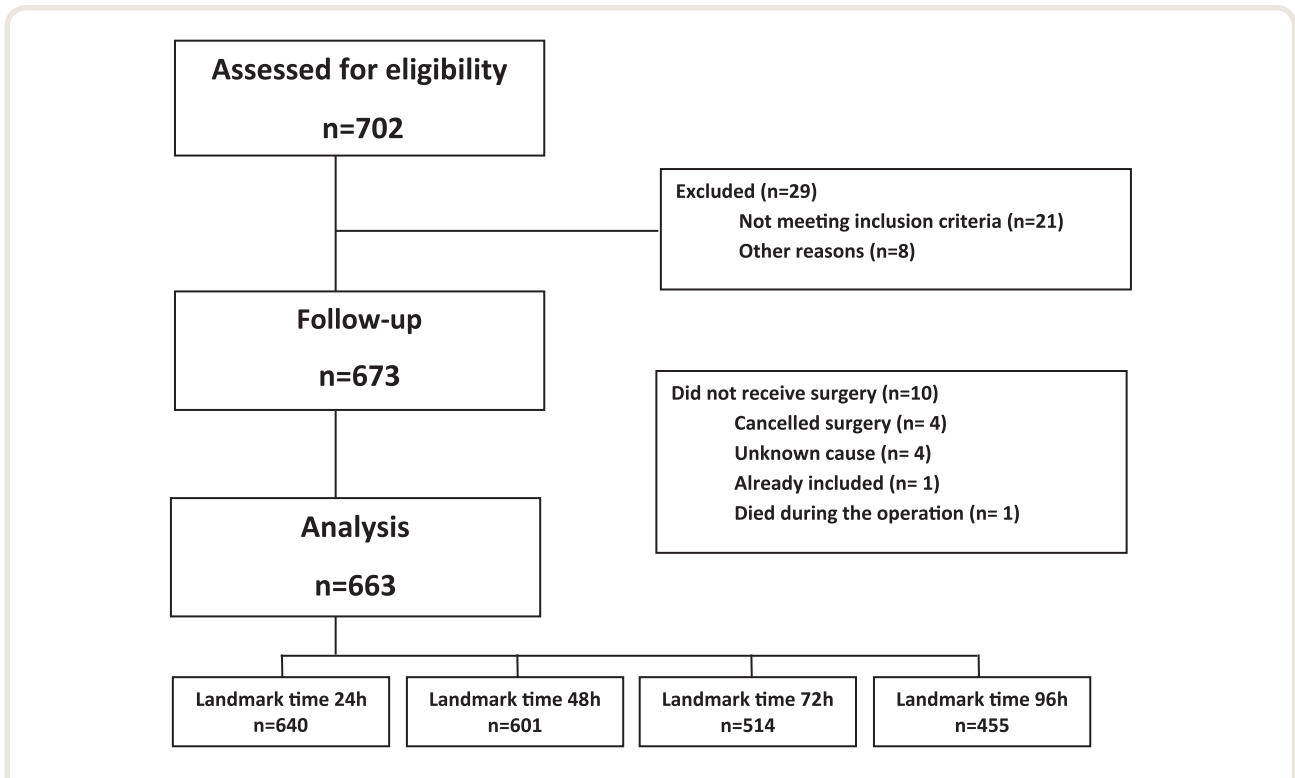 Assessed for eligibility
n=702
Excluded (n=29)
Not meeting inclusion criteria (n=21)
Other reasons (n=8)
Follow-up
n=673
Did not receive surgery (n=10)
Cancelled surgery (n= 4)
Unknown cause (n= 4)
Already included (n= 1)
Died during the operation (n= 1)
Analysis
n=663
Landmark time 24h
n=640
Landmark time 48h
n=601
Landmark time 72h
n=514
Landmark time 96h
n=455